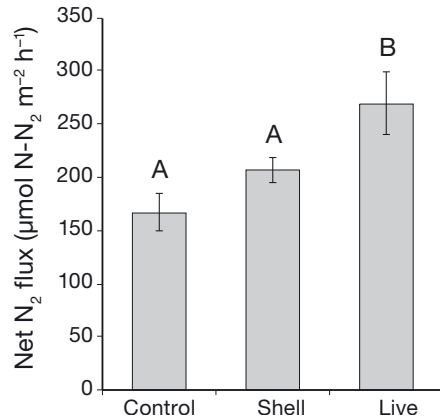 Net N₂ flux (μmol N-N₂ m⁻² h⁻¹)
350
300
250
200
150
100
50
0
A
A
B
Control
Shell
Live